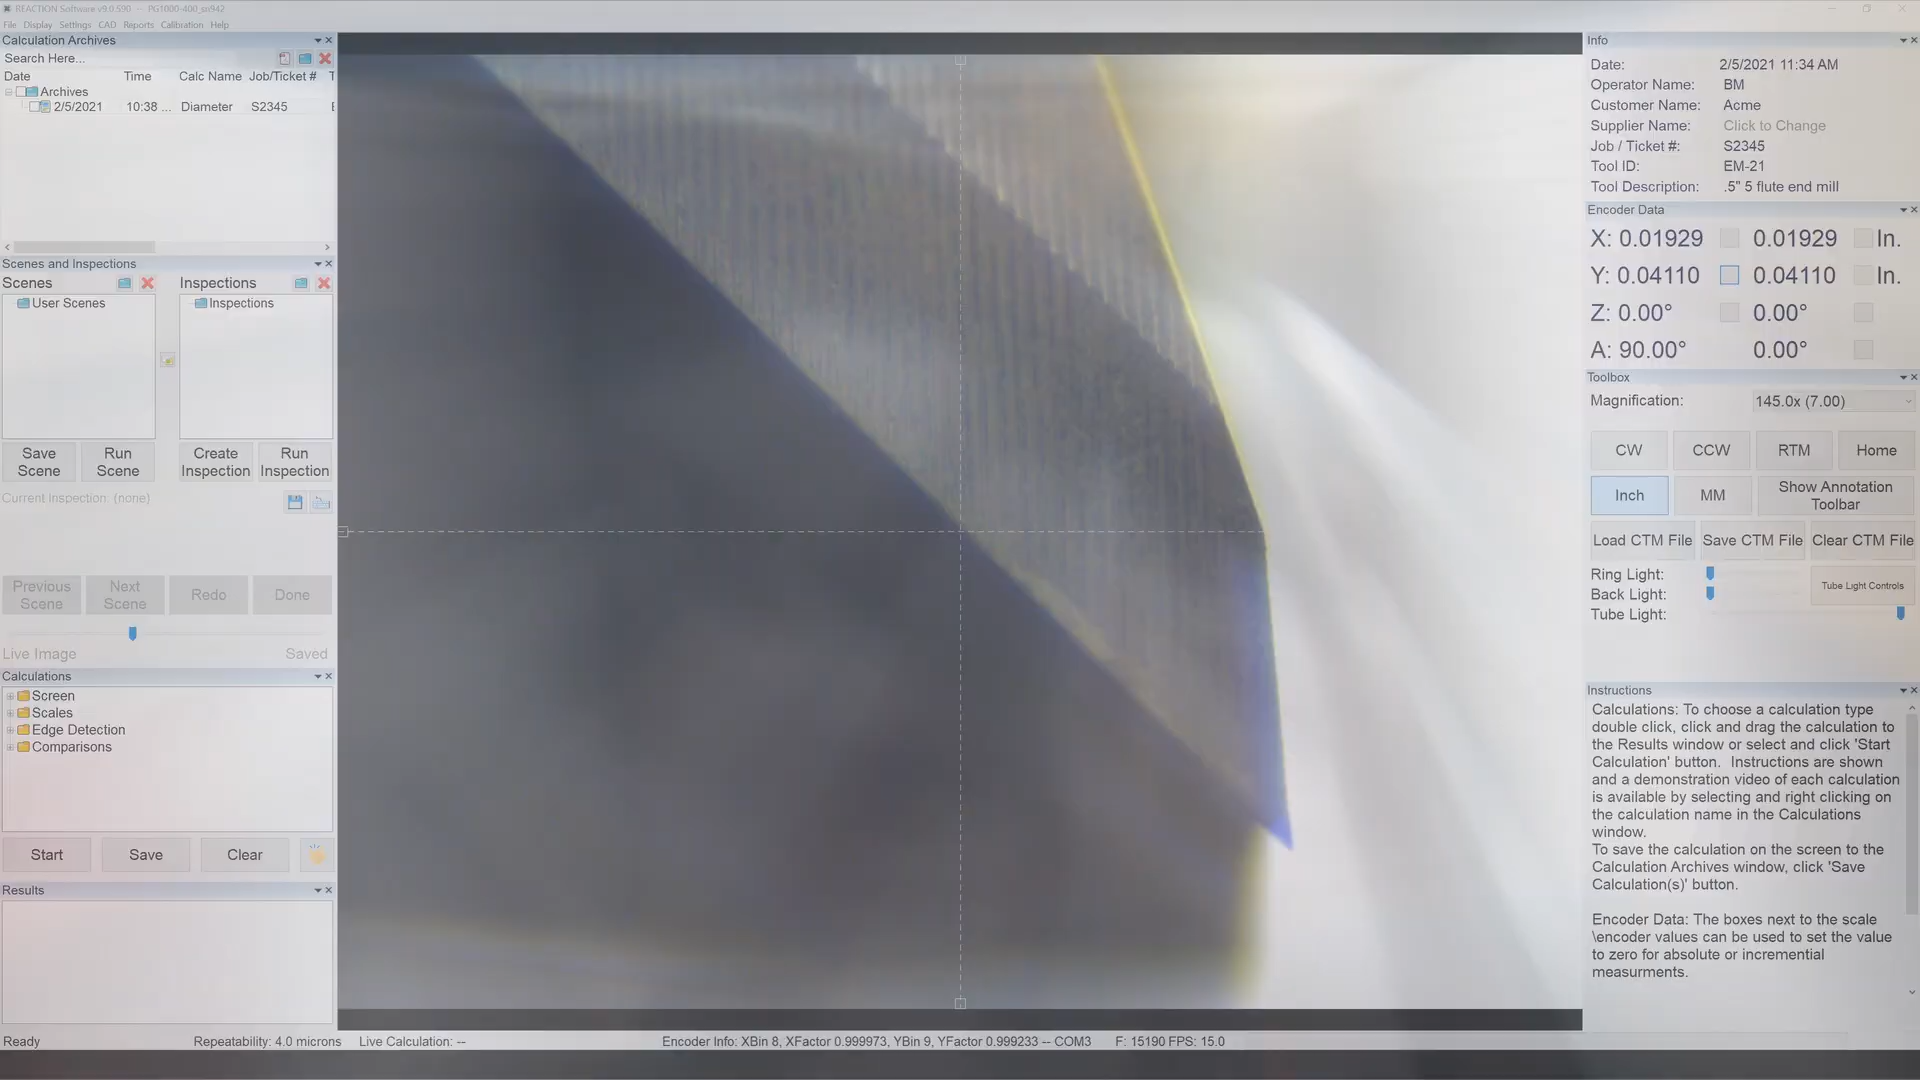 REACTION Software v9.0.590 -- PG1000-400_sn942
File Display Settings CAD Reports Calibration Help
Calculation Archives
Search Here...
Date Time Calc Name Job/Ticket #
Archives
2/5/2021 10:38 ... Diameter S2345
Scenes and Inspections
Scenes Inspections
User Scenes Inspections
Save Scene Run Scene Create Inspection Run Inspection
Current Inspection: (none)
Previous Scene Next Scene Redo Done
Live Image Saved
Calculations
Screen
Scales
Edge Detection
Comparisons
Start Save Clear
Results
Ready Repeatability: 4.0 microns Live Calculation: -- Encoder Info: XBin 8, XFactor 0.999973, YBin 9, YFactor 0.999233 -- COM3 F: 15190 FPS: 15.0
Info
Date: 2/5/2021 11:34 AM
Operator Name: BM
Customer Name: Acme
Supplier Name: Click to Change
Job / Ticket #: S2345
Tool ID: EM-21
Tool Description: .5" 5 flute end mill
Encoder Data
X: 0.01929 0.01929 In.
Y: 0.04110 0.04110 In.
Z: 0.00° 0.00°
A: 90.00° 0.00°
Toolbox
Magnification: 145.0x (7.00)
CW CCW RTM Home
Inch MM Show Annotation Toolbar
Load CTM File Save CTM File Clear CTM File
Ring Light:
Back Light:
Tube Light:
Tube Light Controls
Instructions
Calculations: To choose a calculation type
double click, click and drag the calculation to
the Results window or select and click 'Start
Calculation' button. Instructions are shown
and a demonstration video of each calculation
is available by selecting and right clicking on
the calculation name in the Calculations
window.
To save the calculation on the screen to the
Calculation Archives window, click 'Save
Calculation(s)' button.
Encoder Data: The boxes next to the scale
\encoder values can be used to set the value
to zero for absolute or incremential
measurments.